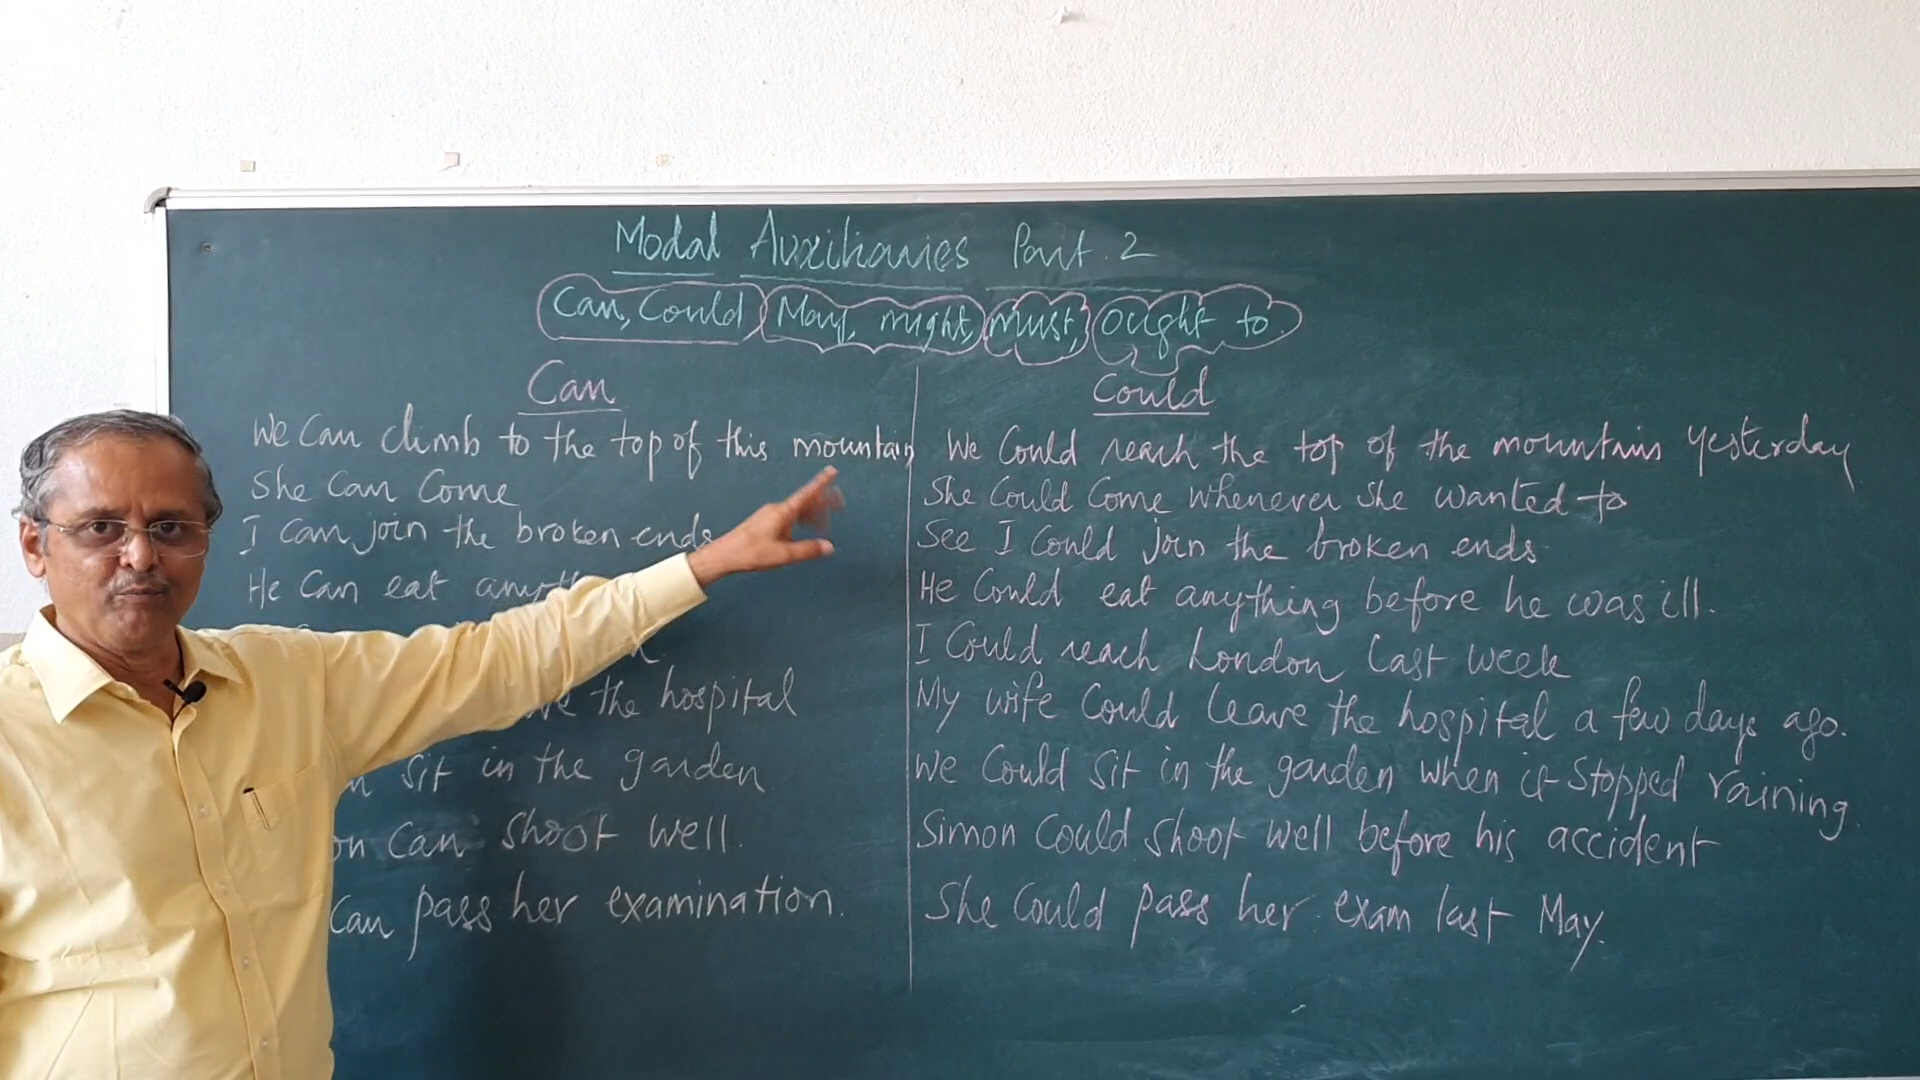 Modal Auxiliaries Part. 2
Can, Could May, might, must, ought to.
Can
We Can climb to the top of this mountain
She Can Come
I can join the broken ends
He Can eat
the hospital
sit in the garden
Can shoot well.
Can pass her examination.
Could
We Could reach the top of the mountains yesterday
She Could Come whenever she wanted to
See I Could join the broken ends.
He Could eat anything before he was ill.
I Could reach London last week
My wife Could leave the hospital a few days ago.
We Could sit in the garden when it stopped raining.
Simon Could shoot well before his accident
She Could pass her exam last May.